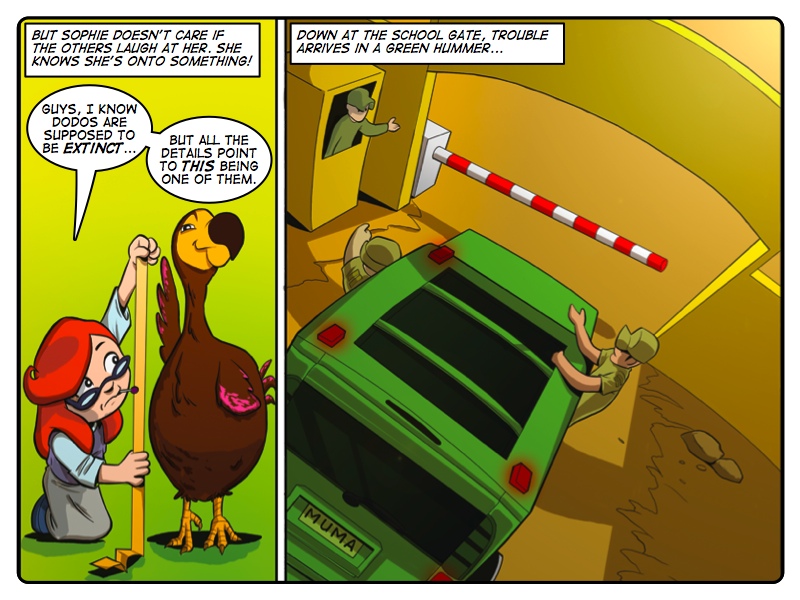 BUT SOPHIE DOESN'T CARE IF
THE OTHERS LAUGH AT HER. SHE
KNOWS SHE'S ONTO SOMETHING!
GUYS, I KNOW
DODOS ARE
SUPPOSED TO
BE EXTINCT...
BUT ALL THE
DETAILS POINT
TO THIS BEING
ONE OF THEM.
DOWN AT THE SCHOOL GATE, TROUBLE
ARRIVES IN A GREEN HUMMER...
MUMA